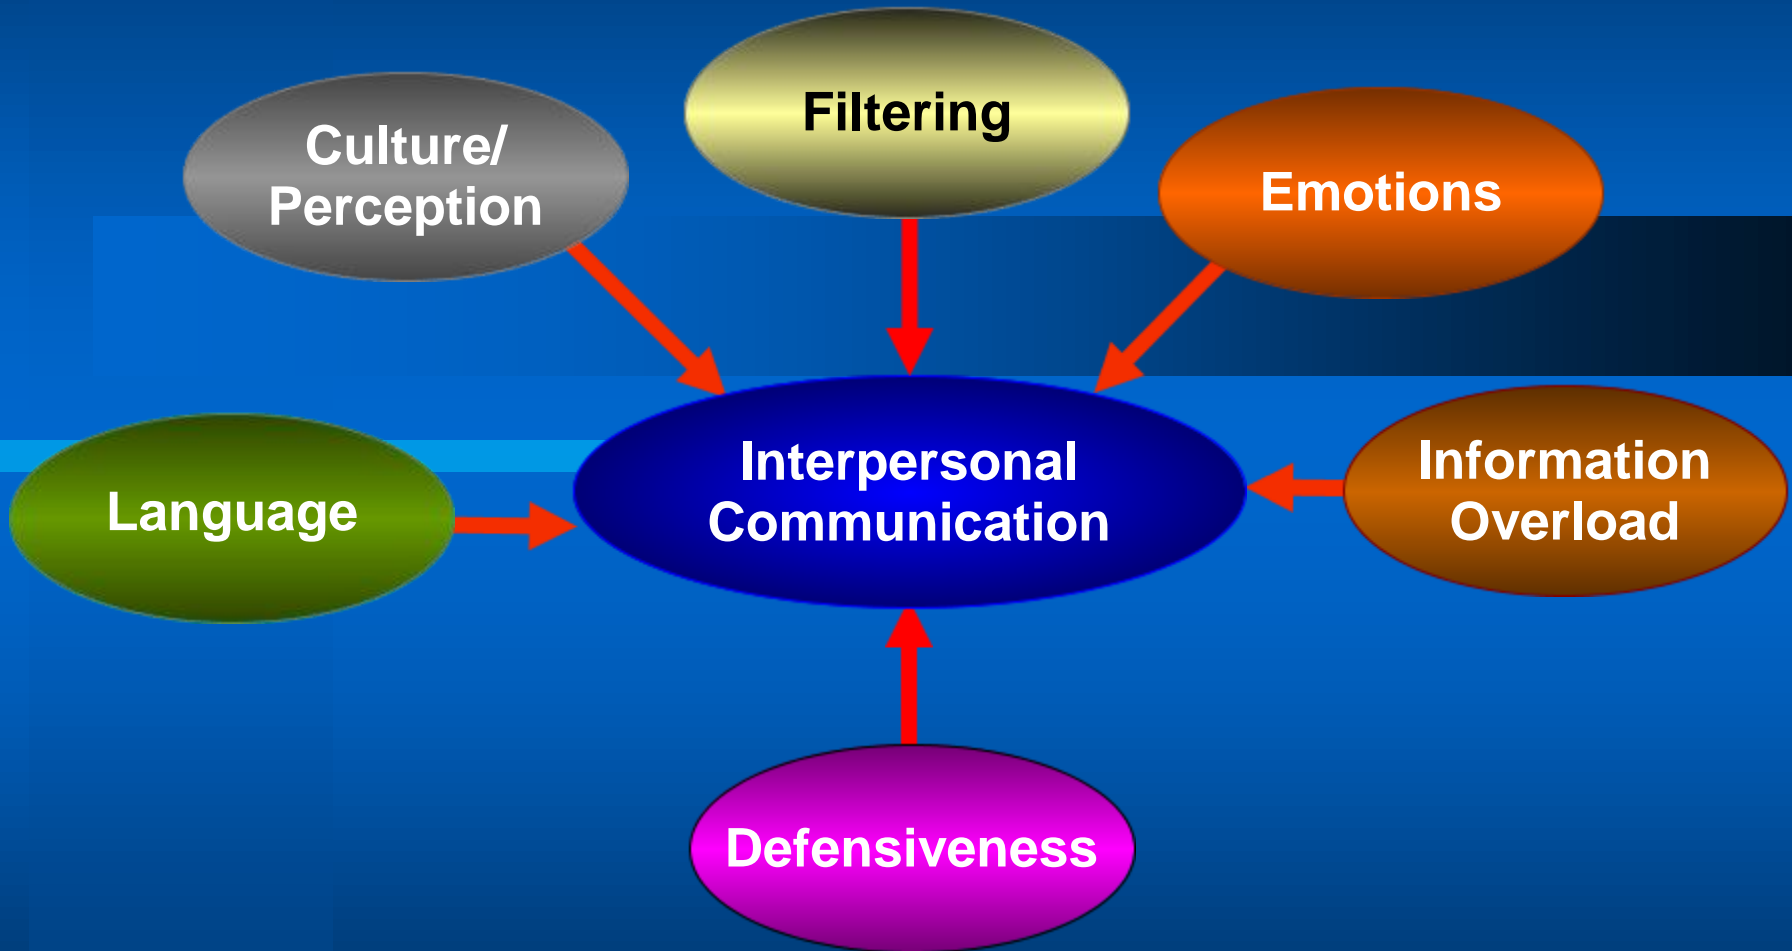 Filtering
Culture/
Perception
Emotions
Interpersonal
Communication
Information
Overload
Language
Defensiveness